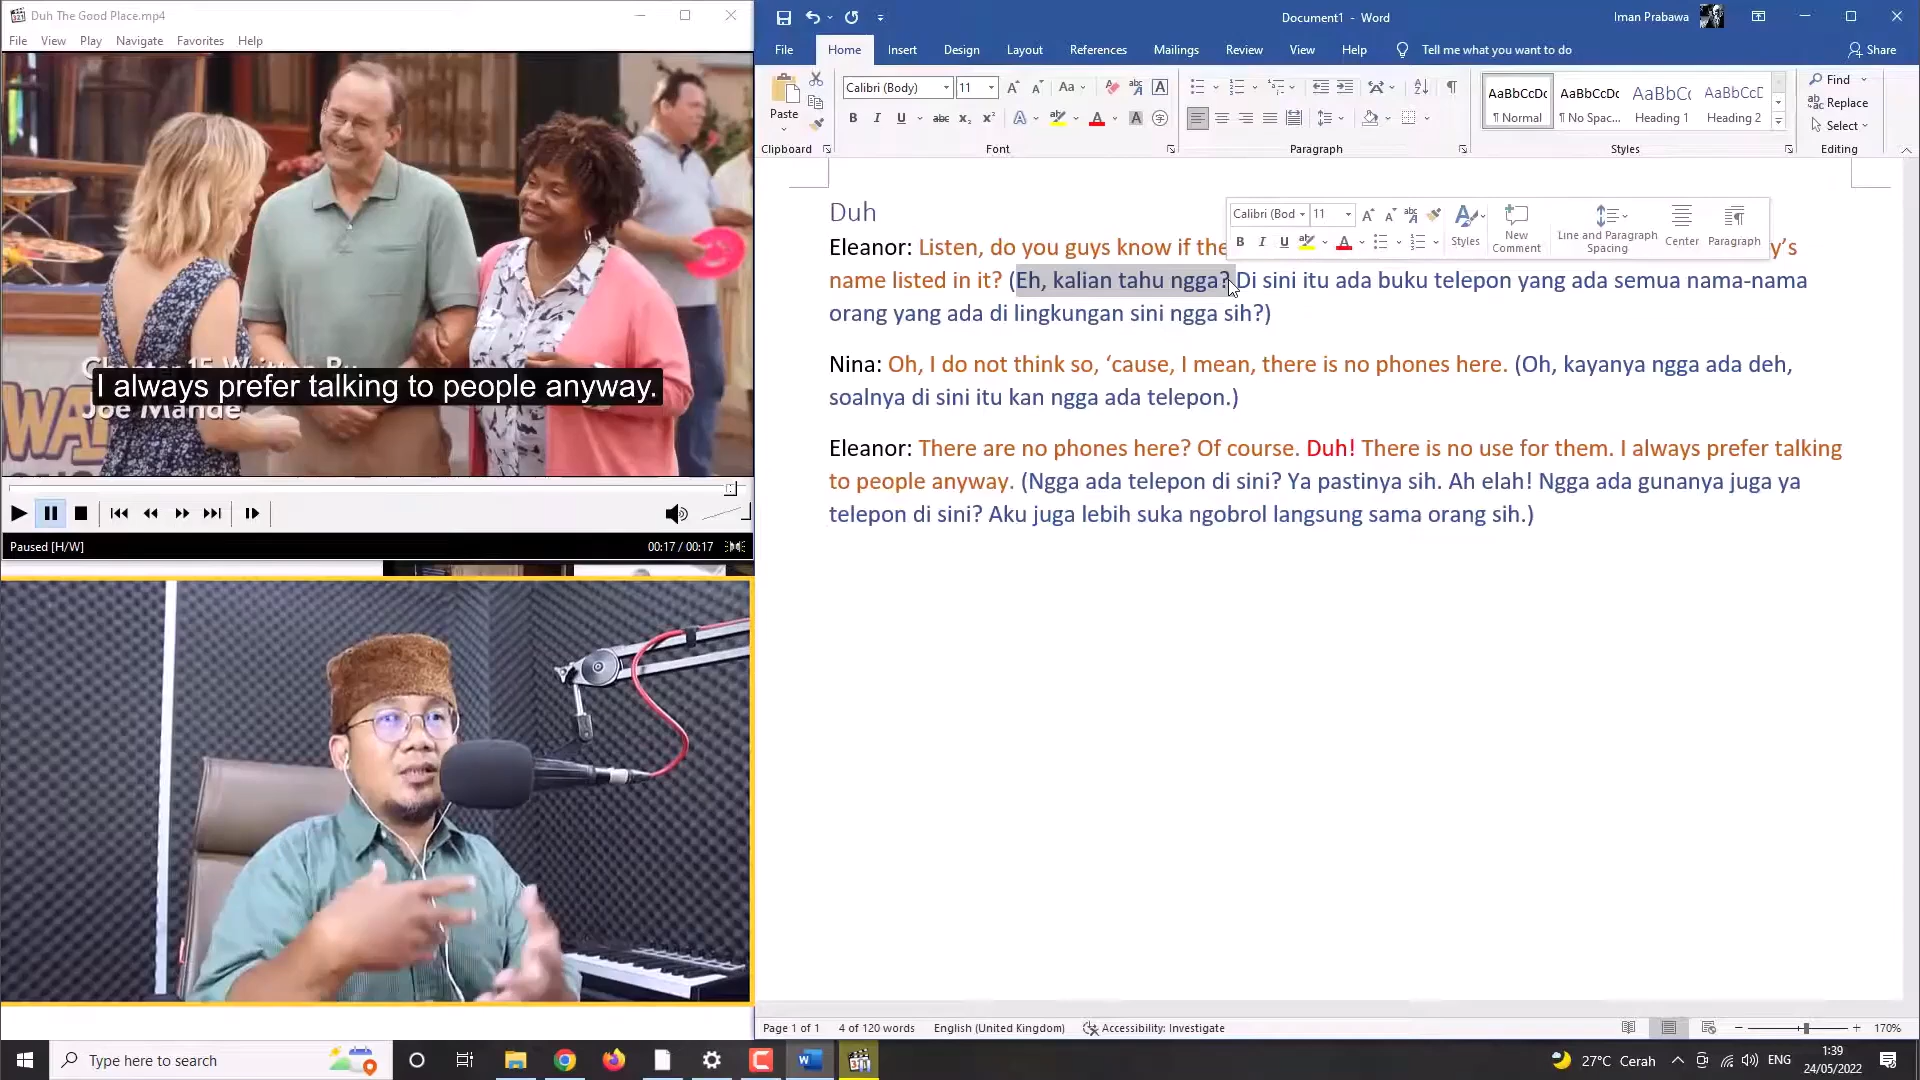 Duh The Good Place.mp4
File View Play Navigate Favorites Help
I always prefer talking to people anyway.
Paused [H/W]
00:17 / 00:17
Document1 - Word
Iman Prabawa
File Home Insert Design Layout References Mailings Review View Help Tell me what you want to do
Share
Paste
Calibri (Body) 11
AaBbCcDc AaBbCcDc AaBbC AaBbCcC
¶ Normal ¶ No Spac... Heading 1 Heading 2
Find
Replace
Select
Clipboard Font Paragraph Styles Editing
Calibri (Bod 11
Styles New Comment Line and Paragraph Spacing Center Paragraph
Duh
Eleanor: Listen, do you guys know if the
y’s
name listed in it? (Eh, kalian tahu ngga? Di sini itu ada buku telepon yang ada semua nama-nama
orang yang ada di lingkungan sini ngga sih?)
Nina: Oh, I do not think so, ‘cause, I mean, there is no phones here. (Oh, kayanya ngga ada deh,
soalnya di sini itu kan ngga ada telepon.)
Eleanor: There are no phones here? Of course. Duh! There is no use for them. I always prefer talking
to people anyway. (Ngga ada telepon di sini? Ya pastinya sih. Ah elah! Ngga ada gunanya juga ya
telepon di sini? Aku juga lebih suka ngobrol langsung sama orang sih.)
Page 1 of 1 4 of 120 words English (United Kingdom) Accessibility: Investigate
170%
Type here to search
27°C Cerah
ENG
1:39
24/05/2022